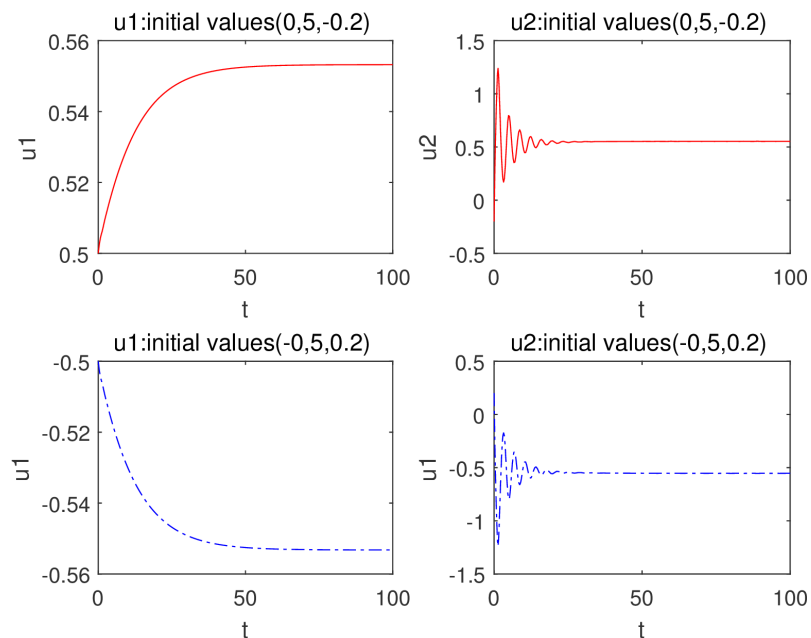 u1:initial values(0,5,-0.2)
0.56
0.54
0.52
0.5
u1
0
50
100
t
u2:initial values(0,5,-0.2)
1.5
1
0.5
0
-0.5
u2
0
50
100
t
u1:initial values(-0,5,0.2)
-0.5
-0.52
-0.54
-0.56
u1
0
50
100
t
u2:initial values(-0,5,0.2)
0.5
0
-0.5
-1
-1.5
u1
0
50
100
t